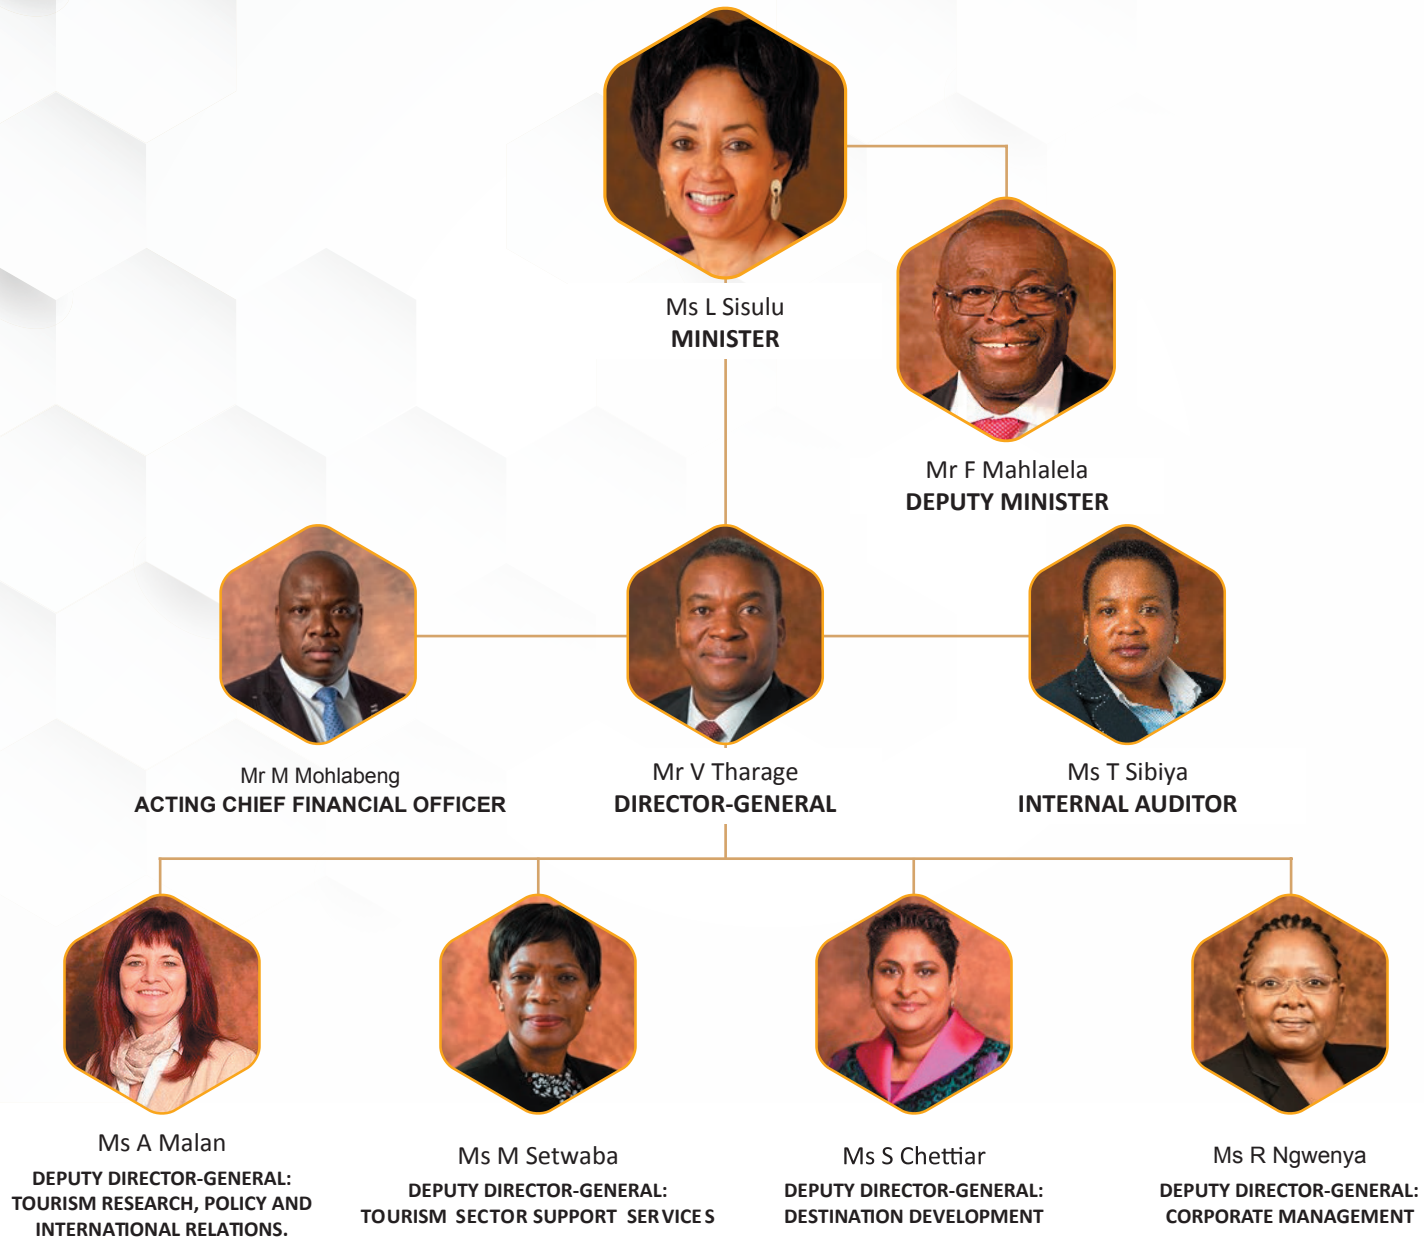 Ms L Sisulu
MINISTER
Mr F Mahlalela
DEPUTY MINISTER
Mr M Mohlabeng
ACTING CHIEF FINANCIAL OFFICER
Mr V Tharage
DIRECTOR-GENERAL
Ms T Sibiya
INTERNAL AUDITOR
Ms A Malan
DEPUTY DIRECTOR-GENERAL:
TOURISM RESEARCH, POLICY AND
INTERNATIONAL RELATIONS.
Ms M Setwaba
DEPUTY DIRECTOR-GENERAL:
TOURISM SECTOR SUPPORT SERVICES
Ms S Chettiar
DEPUTY DIRECTOR-GENERAL:
DESTINATION DEVELOPMENT
Ms R Ngwenya
DEPUTY DIRECTOR-GENERAL:
CORPORATE MANAGEMENT